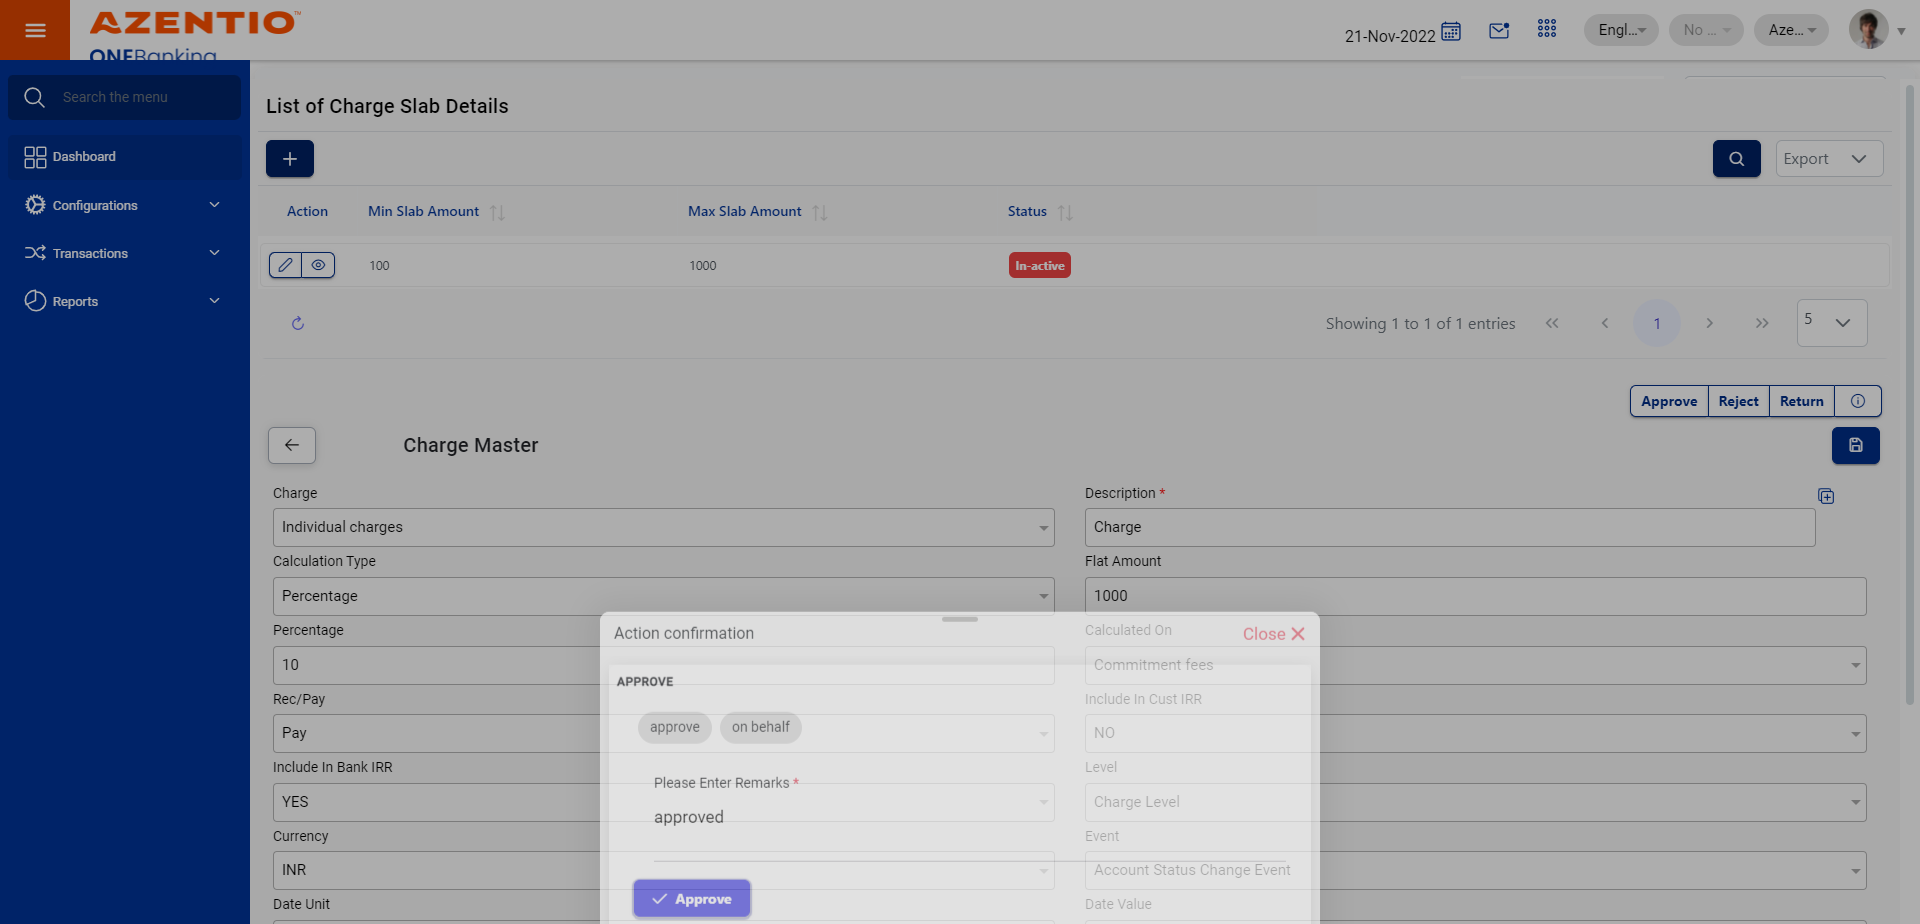 AZENTIO™
ONEBanking
21-Nov-2022
Engl...
No ...
Aze...
Search the menu
Dashboard
Configurations
Transactions
Reports
List of Charge Slab Details
Export
Action Min Slab Amount Max Slab Amount Status
100 1000 In-active
Showing 1 to 1 of 1 entries 1 5
Approve Reject Return
Charge Master
Charge
Individual charges
Description *
Charge
Calculation Type
Percentage
Flat Amount
1000
Percentage
10
Calculated On
Commitment fees
Rec/Pay
Pay
Include In Cust IRR
NO
Include In Bank IRR
YES
Level
Charge Level
Currency
INR
Event
Account Status Change Event
Date Unit
Date Value
Action confirmation
Close
APPROVE
approve
on behalf
Please Enter Remarks *
approved
Approve